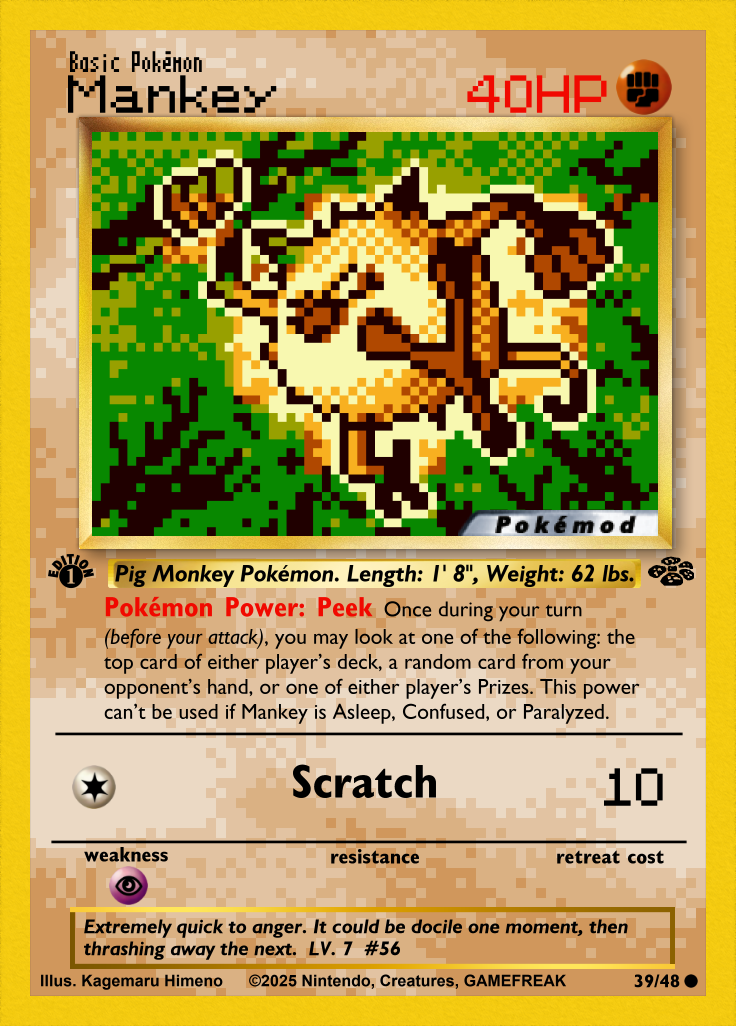 Basic Pokémon
Mankey 40HP
Pokémod
EDITION 1
Pig Monkey Pokémon. Length: 1' 8", Weight: 62 lbs.
Pokémon Power: Peek Once during your turn
(before your attack), you may look at one of the following: the
top card of either player’s deck, a random card from your
opponent’s hand, or one of either player’s Prizes. This power
can’t be used if Mankey is Asleep, Confused, or Paralyzed.
Scratch 10
weakness resistance retreat cost
Extremely quick to anger. It could be docile one moment, then
thrashing away the next. LV. 7 #56
Illus. Kagemaru Himeno ©2025 Nintendo, Creatures, GAMEFREAK 39/48